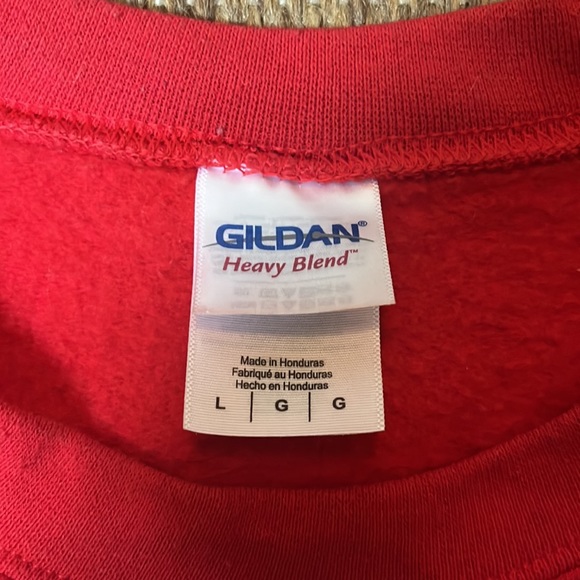 GILDAN®
Heavy Blend™
Made in Honduras
Fabriqué au Honduras
Hecho en Honduras
L | G | G